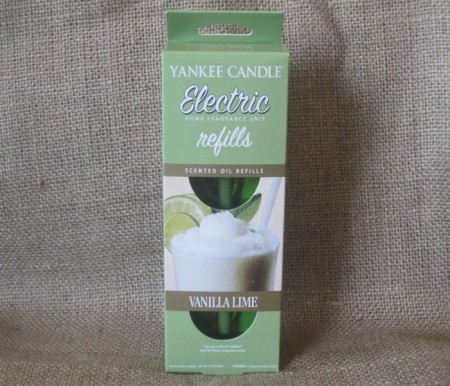 YANKEE CANDLE®
Electric
HOME FRAGRANCE UNIT
refills
SCENTED OIL REFILLS
VANILLA LIME